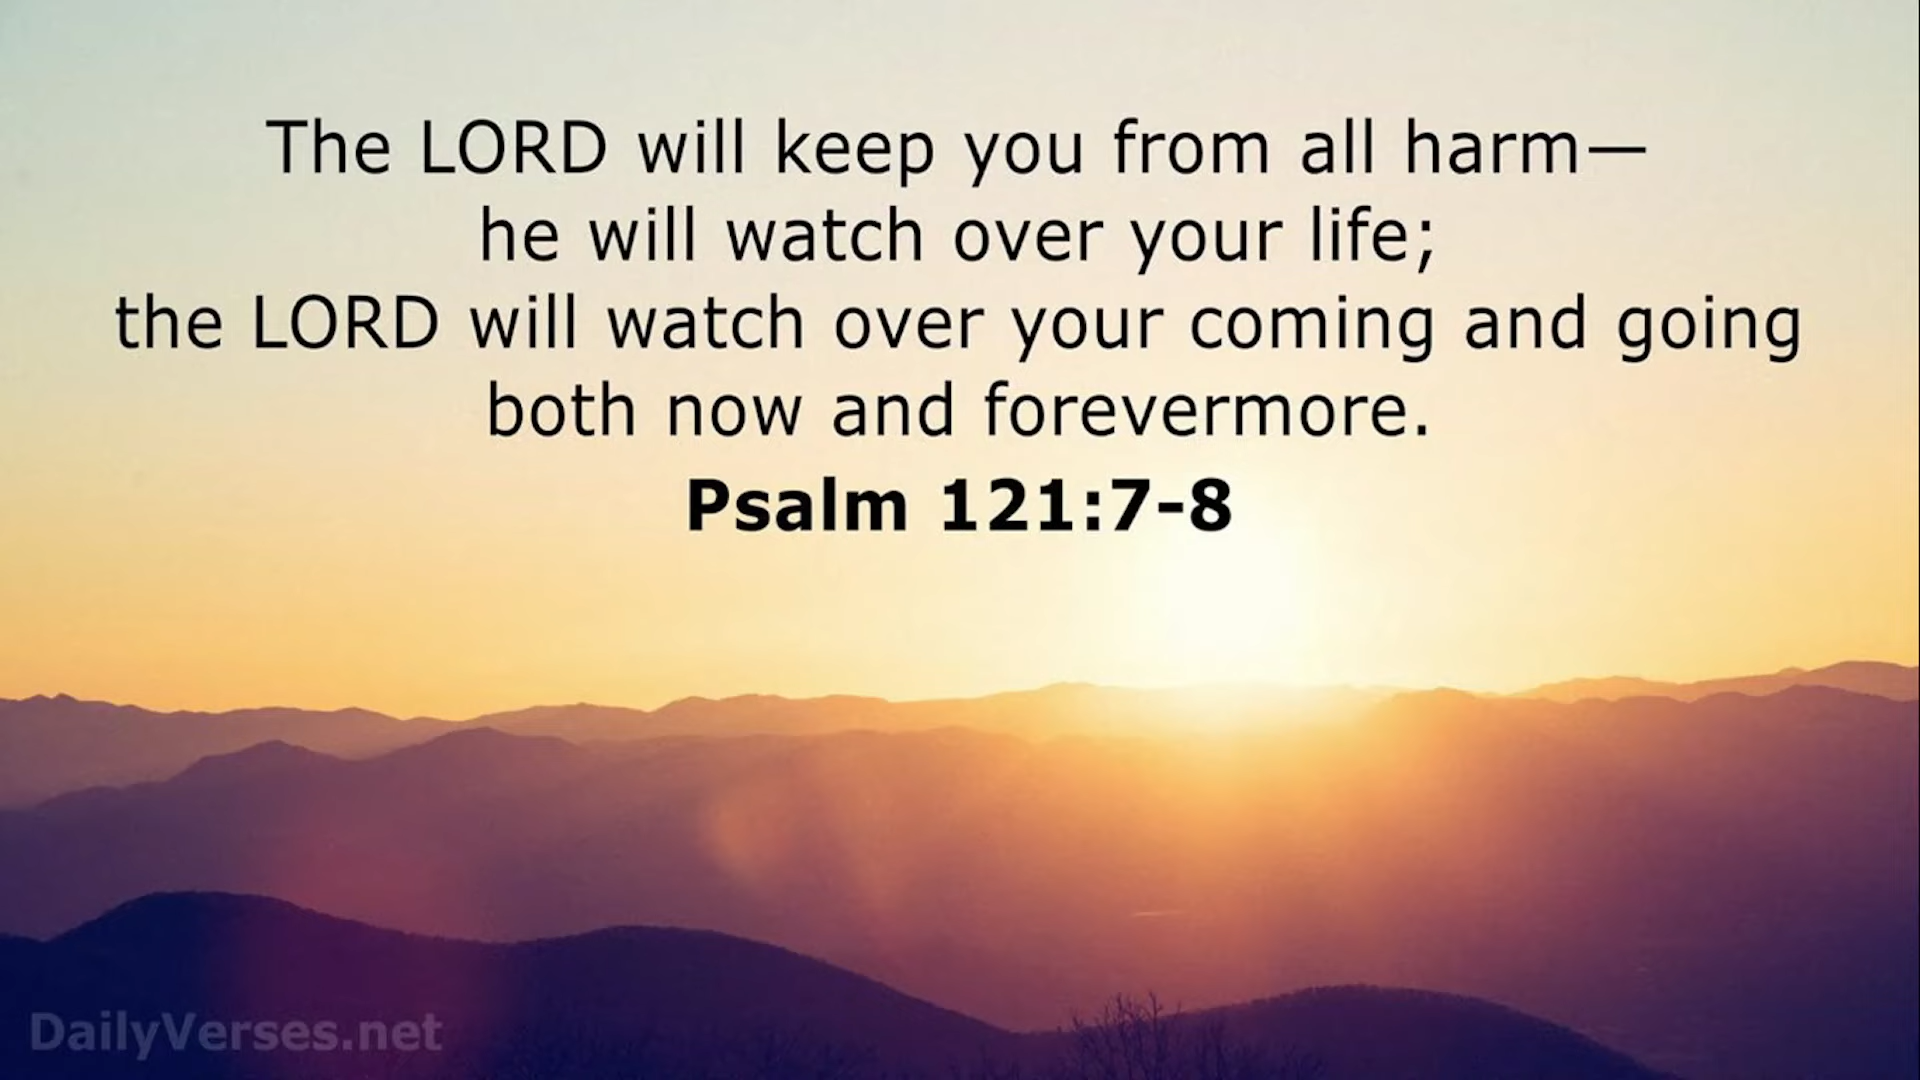 The LORD will keep you from all harm—
he will watch over your life;
the LORD will watch over your coming and going
both now and forevermore.
Psalm 121:7-8
DailyVerses.net